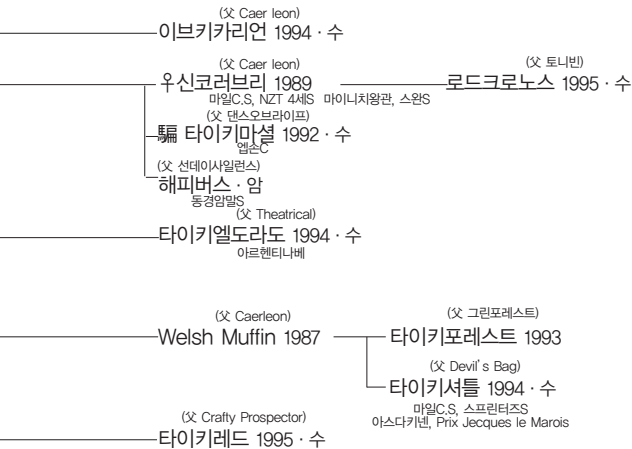 (父 Caer leon)
이브키카리언 1994 · 수
(父 Caer leon)
우신코러브리 1989
마일C.S, NZT 4세S 마이니치왕관, 스완S
(父 토니빈)
로드크로노스 1995 · 수
(父 댄스오브라이프)
騙 타이키마셜 1992 · 수
엡손C
(父 선데이사일런스)
해피버스 · 암
동경암말S
(父 Theatrical)
타이키엘도라도 1994 · 수
아르헨티나베
(父 Caerleon)
Welsh Muffin 1987
(父 그린포레스트)
타이키포레스트 1993
(父 Devil's Bag)
타이키셔틀 1994 · 수
마일C.S, 스프린터즈S
아스다키넨, Prix Jecques le Marois
(父 Crafty Prospector)
타이키레드 1995 · 수